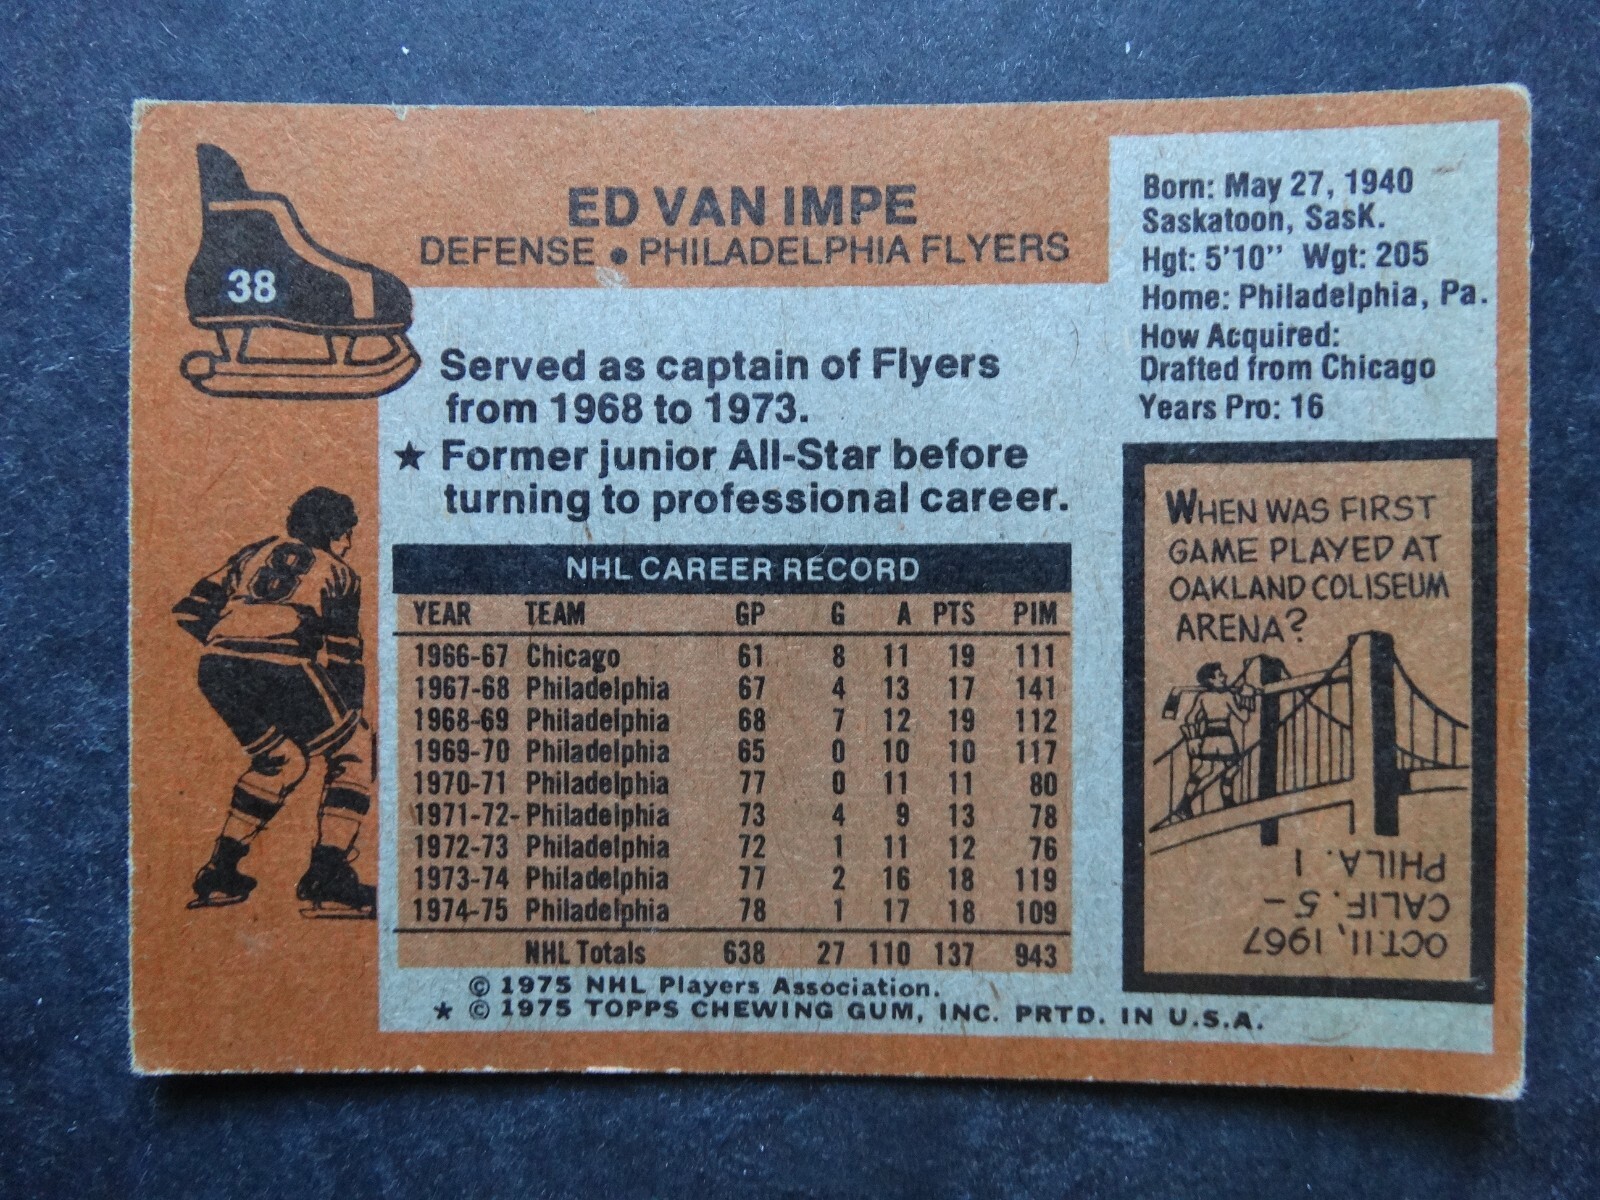 38
ED VAN IMPE
DEFENSE • PHILADELPHIA FLYERS
Born: May 27, 1940
Saskatoon, SasK.
Hgt: 5'10" Wgt: 205
Home: Philadelphia, Pa.
How Acquired:
Drafted from Chicago
Years Pro: 16
Served as captain of Flyers
from 1968 to 1973.
★ Former junior All-Star before
turning to professional career.
NHL CAREER RECORD
YEAR TEAM GP G A PTS PIM
1966-67 Chicago 61 8 11 19 111
1967-68 Philadelphia 67 4 13 17 141
1968-69 Philadelphia 68 7 12 19 112
1969-70 Philadelphia 65 0 10 10 117
1970-71 Philadelphia 77 0 11 11 80
1971-72- Philadelphia 73 4 9 13 78
1972-73 Philadelphia 72 1 11 12 76
1973-74 Philadelphia 77 2 16 18 119
1974-75 Philadelphia 78 1 17 18 109
NHL Totals 638 27 110 137 943
© 1975 NHL Players Association.
★ © 1975 TOPPS CHEWING GUM, INC. PRTD. IN U.S.A.
WHEN WAS FIRST
GAME PLAYED AT
OAKLAND COLISEUM
ARENA?
OCT. 11, 1967
CALIF. 5 -
PHILA. 1
88